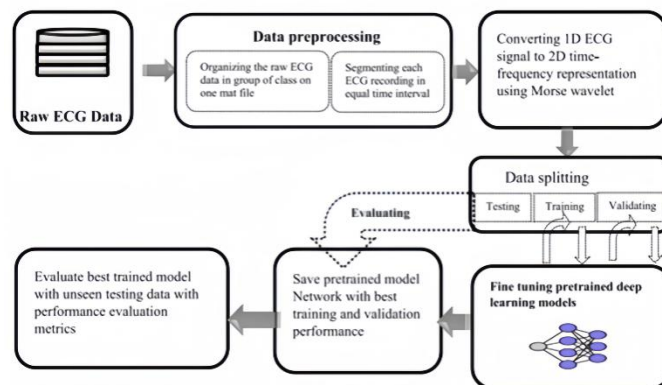 Raw ECG Data
Data preprocessing
Organizing the raw ECG
data in group of class on
one mat file
Segmenting each
ECG recording in
equal time interval
Converting 1D ECG
signal to 2D time-
frequency representation
using Morse wavelet
Data splitting
Testing
Training
Validating
Evaluating
Fine tuning pretrained deep
learning models
Save pretrained model
Network with best
training and validation
performance
Evaluate best trained model
with unseen testing data with
performance evaluation
metrics